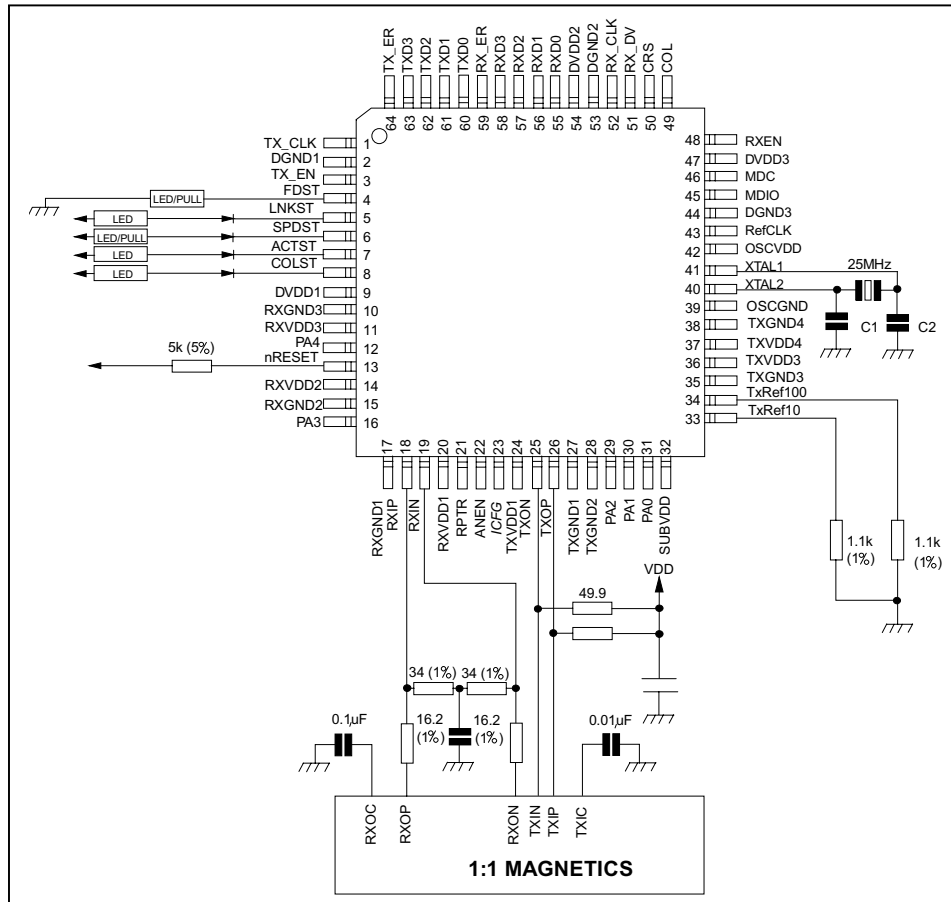 TX_ER
TXD3
TXD2
TXD1
TXD0
RX_ER
RXD3
RXD2
RXD1
RXD0
DVDD2
DGND2
RX_CLK
RX_DV
CRS
COL
64
63
62
61
60
59
58
57
56
55
54
53
52
51
50
49
TX_CLK 1
DGND1 2
TX_EN 3
LED/PULL FDST 4
LED LNKST 5
LED/PULL SPDST 6
LED ACTST 7
LED COLST 8
DVDD1 9
RXGND3 10
RXVDD3 11
PA4 12
5k (5%) nRESET 13
RXVDD2 14
RXGND2 15
PA3 16
48 RXEN
47 DVDD3
46 MDC
45 MDIO
44 DGND3
43 RefCLK
42 OSCVDD
41 XTAL1 25MHz
40 XTAL2
39 OSCGND
C1 C2
38 TXGND4
37 TXVDD4
36 TXVDD3
35 TXGND3
34 TxRef100
33 TxRef10
17
18
19
20
21
22
23
24
25
26
27
28
29
30
31
32
RXGND1
RXIP
RXIN
RXVDD1
RPTR
ANEN
ICFG
TXVDD1
TXON
TXOP
TXGND1
TXGND2
PA2
PA1
PA0
SUBVDD
1.1k
(1%)
1.1k
(1%)
VDD
49.9
34 (1%) 34 (1%)
0.1µF
16.2
(1%)
16.2
(1%)
0.01µF
RXOC
RXOP
RXON
TXIN
TXIP
TXIC
1:1 MAGNETICS